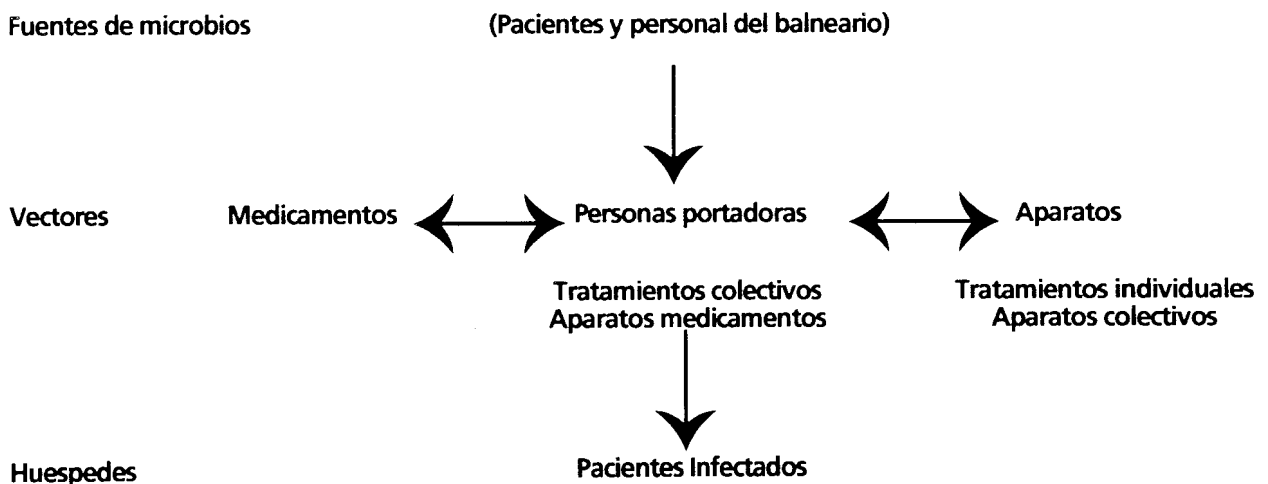 Fuentes de microbios
(Pacientes y personal del balneario)
Vectores
Medicamentos
Personas portadoras
Aparatos
Tratamientos colectivos
Aparatos medicamentos
Tratamientos individuales
Aparatos colectivos
Huespedes
Pacientes Infectados